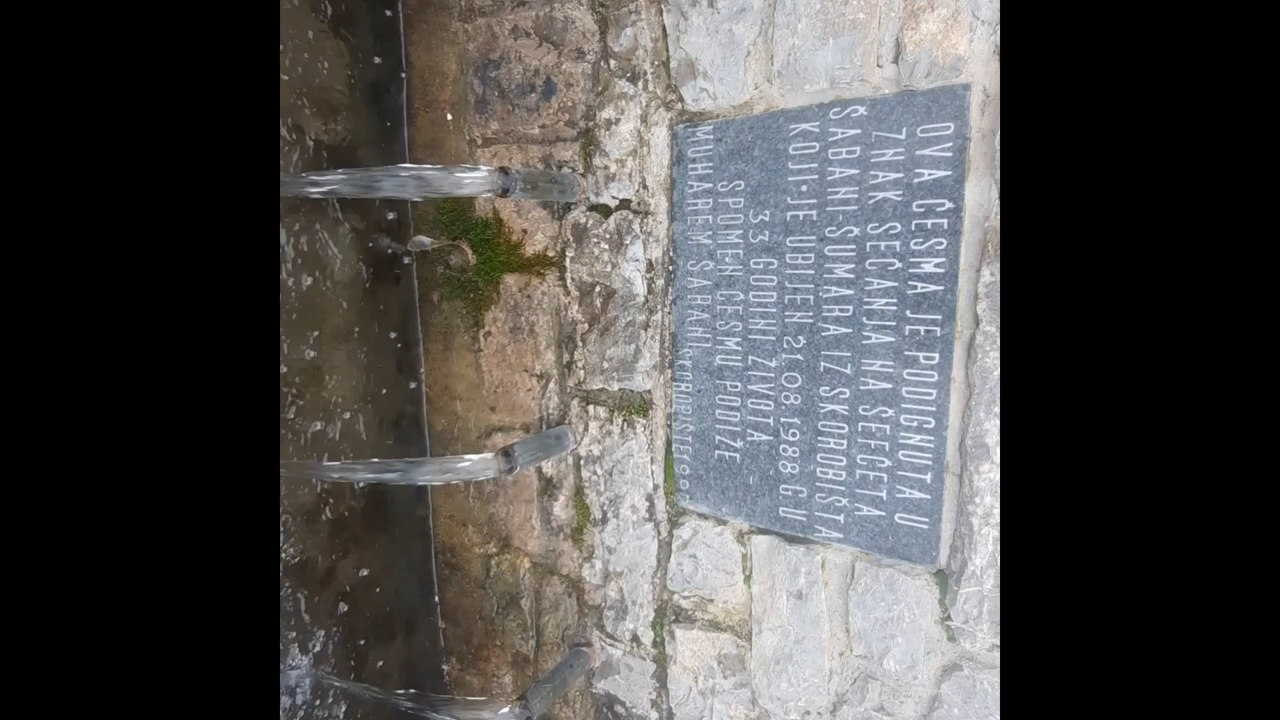 OVA ČESMA JE PODIGNUTA U
ZNAK SEĆANJA NA ŠEFĆETA
ŠABANI-ŠUMARA IZ SKOROBIŠTA
KOJI·JE UBIJEN 21.08.1988 G U
33 GODINI ŽIVOTA
SPOMEN ČESMU PODIŽE
MUHAREM ŠABANI SKOROBIŠTE